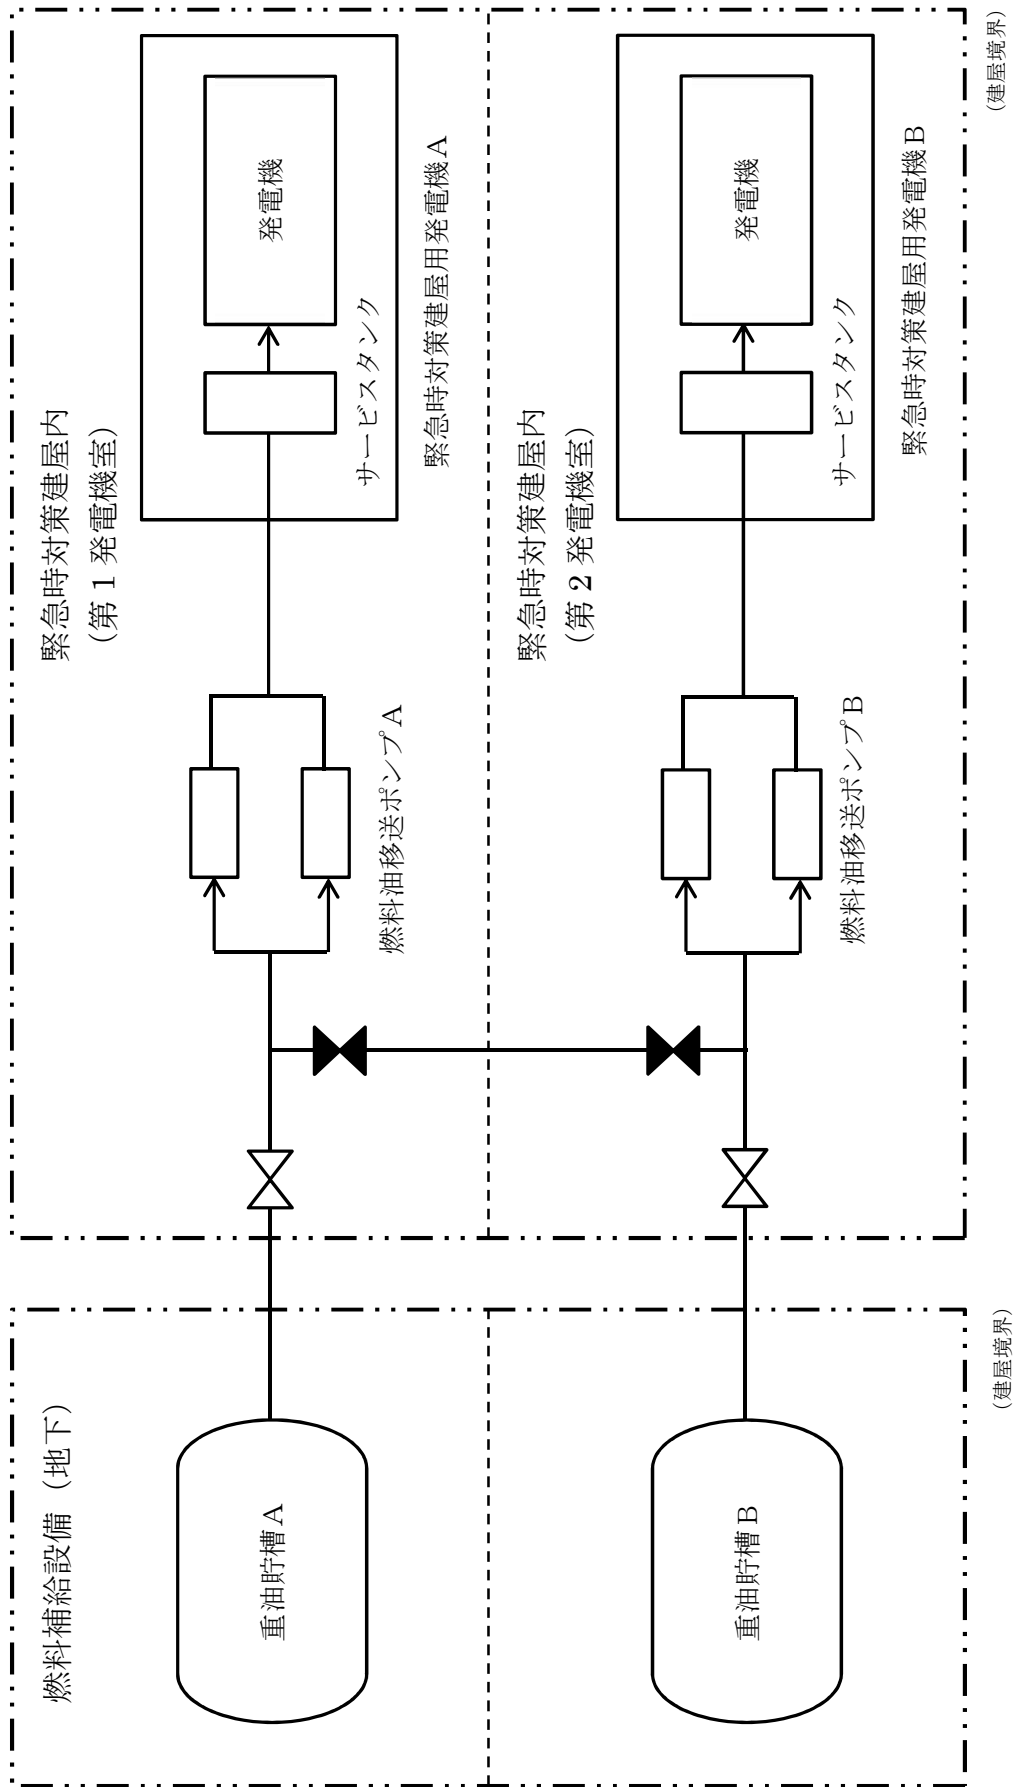 燃料補給設備（地下）
重油貯槽A
重油貯槽B
（建屋境界）
緊急時対策建屋内
（第1発電機室）
燃料油移送ポンプA
サービスタンク
発電機
緊急時対策建屋用発電機A
緊急時対策建屋内
（第2発電機室）
燃料油移送ポンプB
サービスタンク
発電機
緊急時対策建屋用発電機B
（建屋境界）